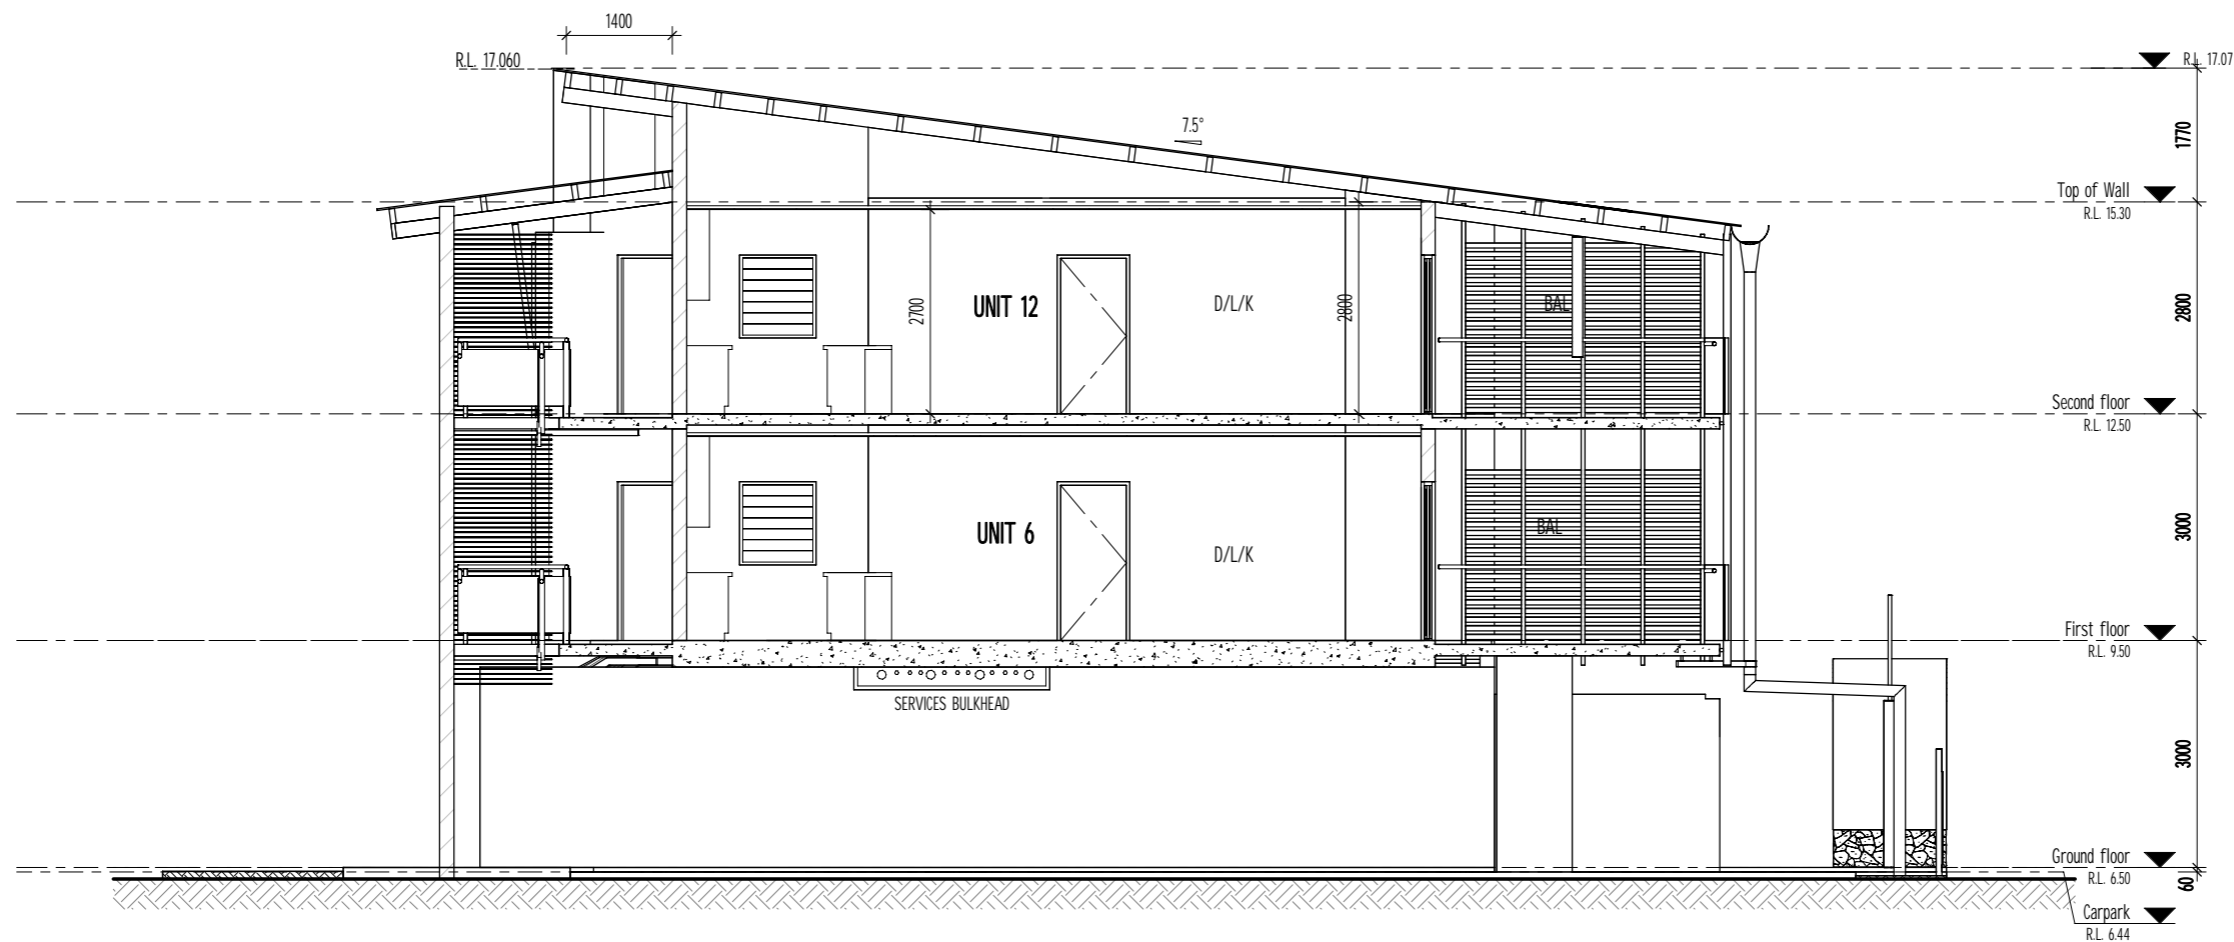 1400
R.L. 17.060
R.L. 17.07
7.5°
1770
Top of Wall
R.L. 15.30
2700
UNIT 12
D/L/K
2800
BAL
2800
Second floor
R.L. 12.50
UNIT 6
D/L/K
BAL
3000
First floor
R.L. 9.50
SERVICES BULKHEAD
3000
Ground floor
R.L. 6.50
60
Carpark
R.L. 6.44